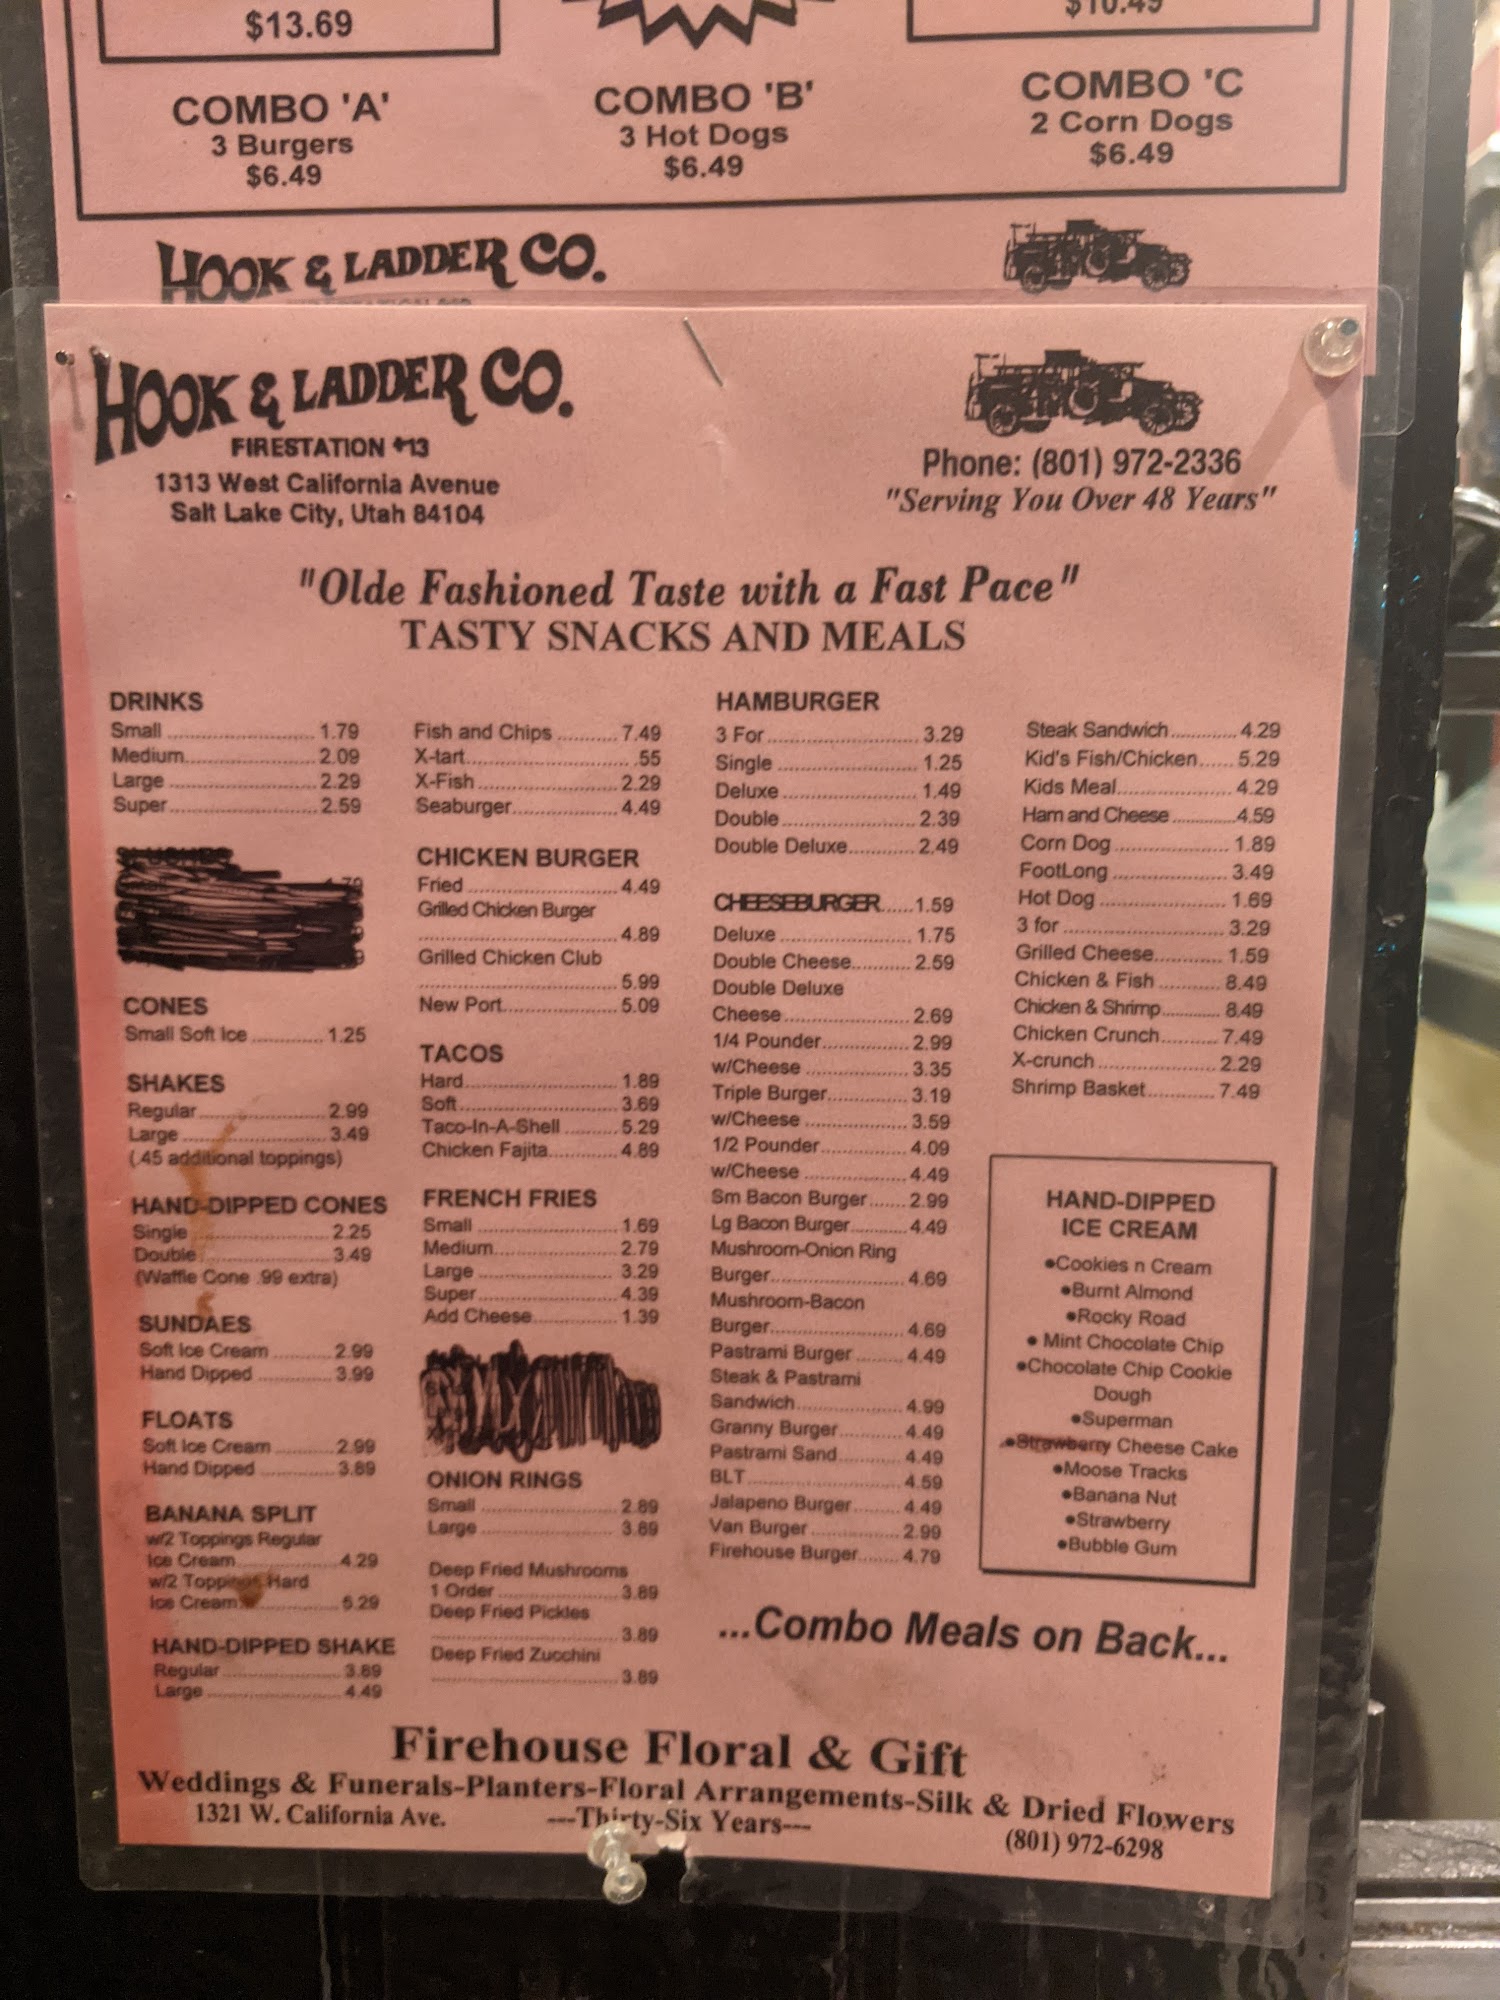 $13.69
$10.49
COMBO 'A'
3 Burgers
$6.49
COMBO 'B'
3 Hot Dogs
$6.49
COMBO 'C
2 Corn Dogs
$6.49
HOOK & LADDER CO.
HOOK & LADDER CO.
FIRESTATION #13
1313 West California Avenue
Salt Lake City, Utah 84104
Phone: (801) 972-2336
"Serving You Over 48 Years"
"Olde Fashioned Taste with a Fast Pace"
TASTY SNACKS AND MEALS
DRINKS
Small ........ 1.79
Medium ........ 2.09
Large ........ 2.29
Super ........ 2.59
SLUSHES
CONES
Small Soft Ice ........ 1.25
SHAKES
Regular ........ 2.99
Large ........ 3.49
(.45 additional toppings)
HAND-DIPPED CONES
Single ........ 2.25
Double ........ 3.49
(Waffle Cone .99 extra)
SUNDAES
Soft Ice Cream ........ 2.99
Hand Dipped ........ 3.99
FLOATS
Soft Ice Cream ........ 2.99
Hand Dipped ........ 3.89
BANANA SPLIT
w/2 Toppings Regular
Ice Cream ........ 4.29
w/2 Toppings Hard
Ice Cream ........ 5.29
HAND-DIPPED SHAKE
Regular ........ 3.89
Large ........ 4.49
Fish and Chips ........ 7.49
X-tart ........ .55
X-Fish ........ 2.29
Seaburger ........ 4.49
CHICKEN BURGER
Fried ........ 4.49
Grilled Chicken Burger
........ 4.89
Grilled Chicken Club
........ 5.99
New Port ........ 5.09
TACOS
Hard ........ 1.89
Soft ........ 3.69
Taco-In-A-Shell ........ 5.29
Chicken Fajita ........ 4.89
FRENCH FRIES
Small ........ 1.69
Medium ........ 2.79
Large ........ 3.29
Super ........ 4.39
Add Cheese ........ 1.39
ONION RINGS
Small ........ 2.89
Large ........ 3.89
Deep Fried Mushrooms
1 Order ........ 3.89
Deep Fried Pickles
........ 3.89
Deep Fried Zucchini
........ 3.89
HAMBURGER
3 For ........ 3.29
Single ........ 1.25
Deluxe ........ 1.49
Double ........ 2.39
Double Deluxe ........ 2.49
CHEESEBURGER ...... 1.59
Deluxe ........ 1.75
Double Cheese ........ 2.59
Double Deluxe
Cheese ........ 2.69
1/4 Pounder ........ 2.99
w/Cheese ........ 3.35
Triple Burger ........ 3.19
w/Cheese ........ 3.59
1/2 Pounder ........ 4.09
w/Cheese ........ 4.49
Sm Bacon Burger ....... 2.99
Lg Bacon Burger ........ 4.49
Mushroom-Onion Ring
Burger ........ 4.69
Mushroom-Bacon
Burger ........ 4.69
Pastrami Burger ........ 4.49
Steak & Pastrami
Sandwich ........ 4.99
Granny Burger ........ 4.49
Pastrami Sand ........ 4.49
BLT ........ 4.59
Jalapeno Burger ........ 4.49
Van Burger ........ 2.99
Firehouse Burger ........ 4.79
Steak Sandwich ........ 4.29
Kid's Fish/Chicken ...... 5.29
Kids Meal ........ 4.29
Ham and Cheese ........ 4.59
Corn Dog ........ 1.89
FootLong ........ 3.49
Hot Dog ........ 1.69
3 for ........ 3.29
Grilled Cheese ........ 1.59
Chicken & Fish ........ 8.49
Chicken & Shrimp ........ 8.49
Chicken Crunch ........ 7.49
X-crunch ........ 2.29
Shrimp Basket ........ 7.49
HAND-DIPPED
ICE CREAM
•Cookies n Cream
•Burnt Almond
•Rocky Road
• Mint Chocolate Chip
•Chocolate Chip Cookie
Dough
•Superman
•Strawberry Cheese Cake
•Moose Tracks
•Banana Nut
•Strawberry
•Bubble Gum
...Combo Meals on Back...
Firehouse Floral & Gift
Weddings & Funerals-Planters-Floral Arrangements-Silk & Dried Flowers
1321 W. California Ave. ---Thirty-Six Years--- (801) 972-6298